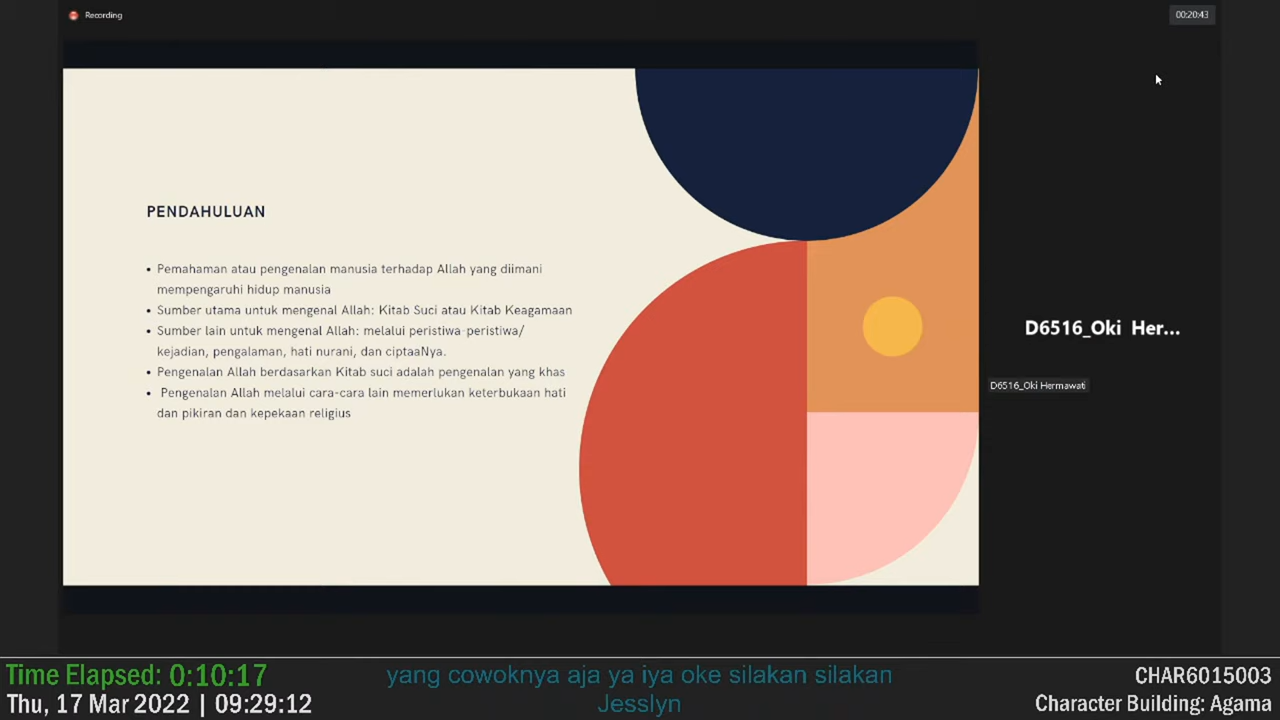 Recording
00:20:43
PENDAHULUAN
• Pemahaman atau pengenalan manusia terhadap Allah yang diimani
mempengaruhi hidup manusia
• Sumber utama untuk mengenal Allah: Kitab Suci atau Kitab Keagamaan
• Sumber lain untuk mengenal Allah: melalui peristiwa-peristiwa/
kejadian, pengalaman, hati nurani, dan ciptaaNya.
• Pengenalan Allah berdasarkan Kitab suci adalah pengenalan yang khas
• Pengenalan Allah melalui cara-cara lain memerlukan keterbukaan hati
dan pikiran dan kepekaan religius
D6516_Oki Her...
D6516_Oki Hermawati
Time Elapsed: 0:10:17
Thu, 17 Mar 2022 | 09:29:12
yang cowoknya aja ya iya oke silakan silakan
Jesslyn
CHAR6015003
Character Building: Agama